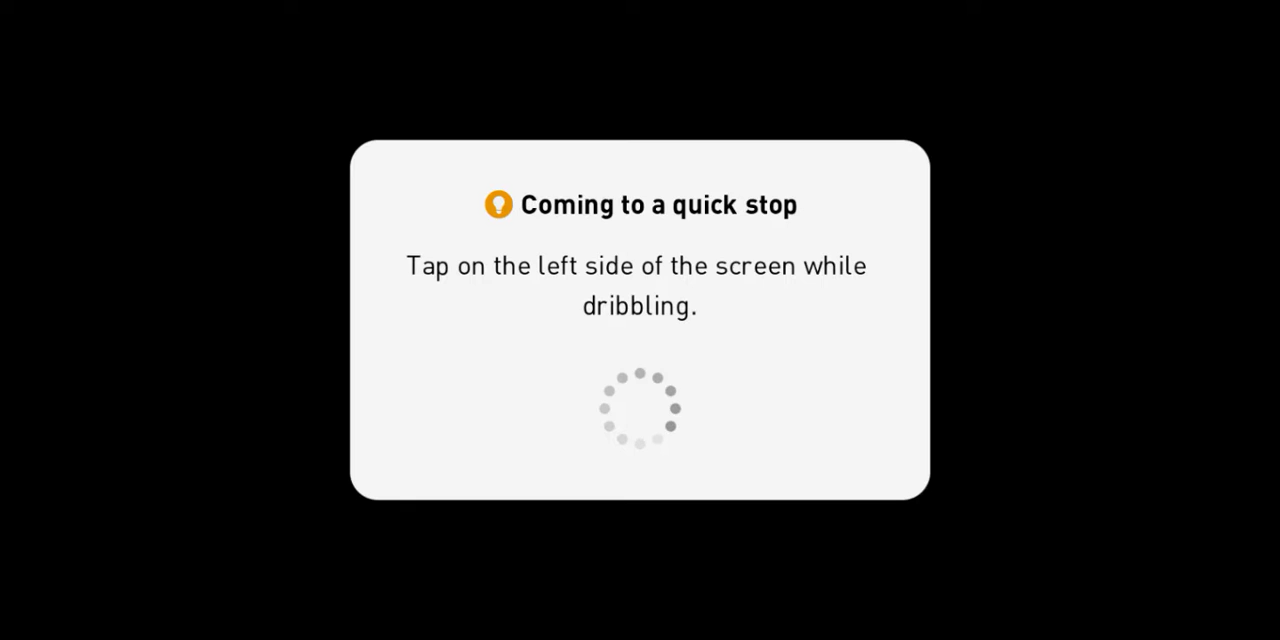 Coming to a quick stop
Tap on the left side of the screen while
dribbling.